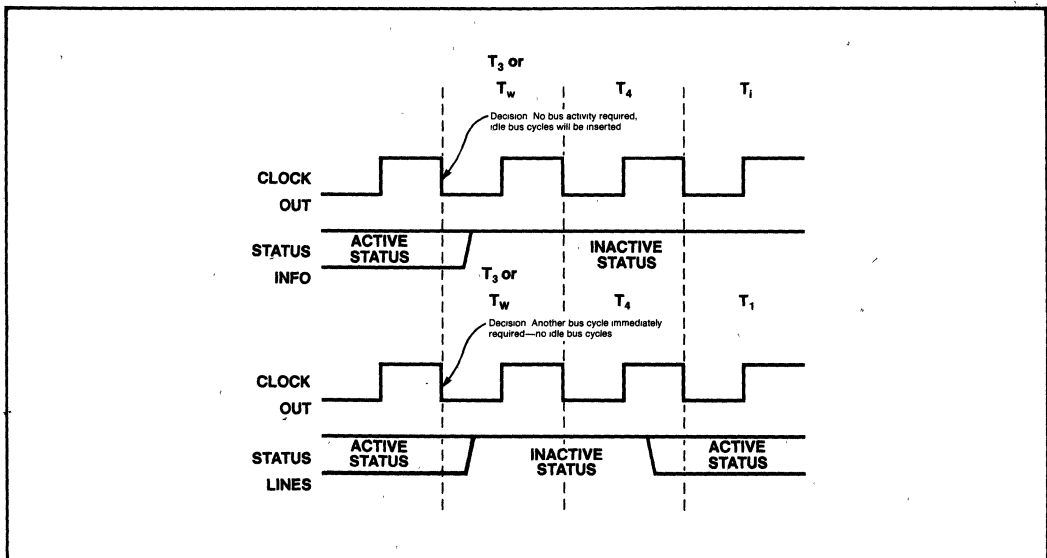 T3 or
Tw T4 Ti
Decision No bus activity required,
idle bus cycles will be inserted
CLOCK
OUT
ACTIVE
STATUS
STATUS
INFO
INACTIVE
STATUS
T3 or
TW T4 T1
Decision Another bus cycle immediately
required—no idle bus cycles
CLOCK
OUT
ACTIVE
STATUS
STATUS
LINES
INACTIVE
STATUS
ACTIVE
STATUS